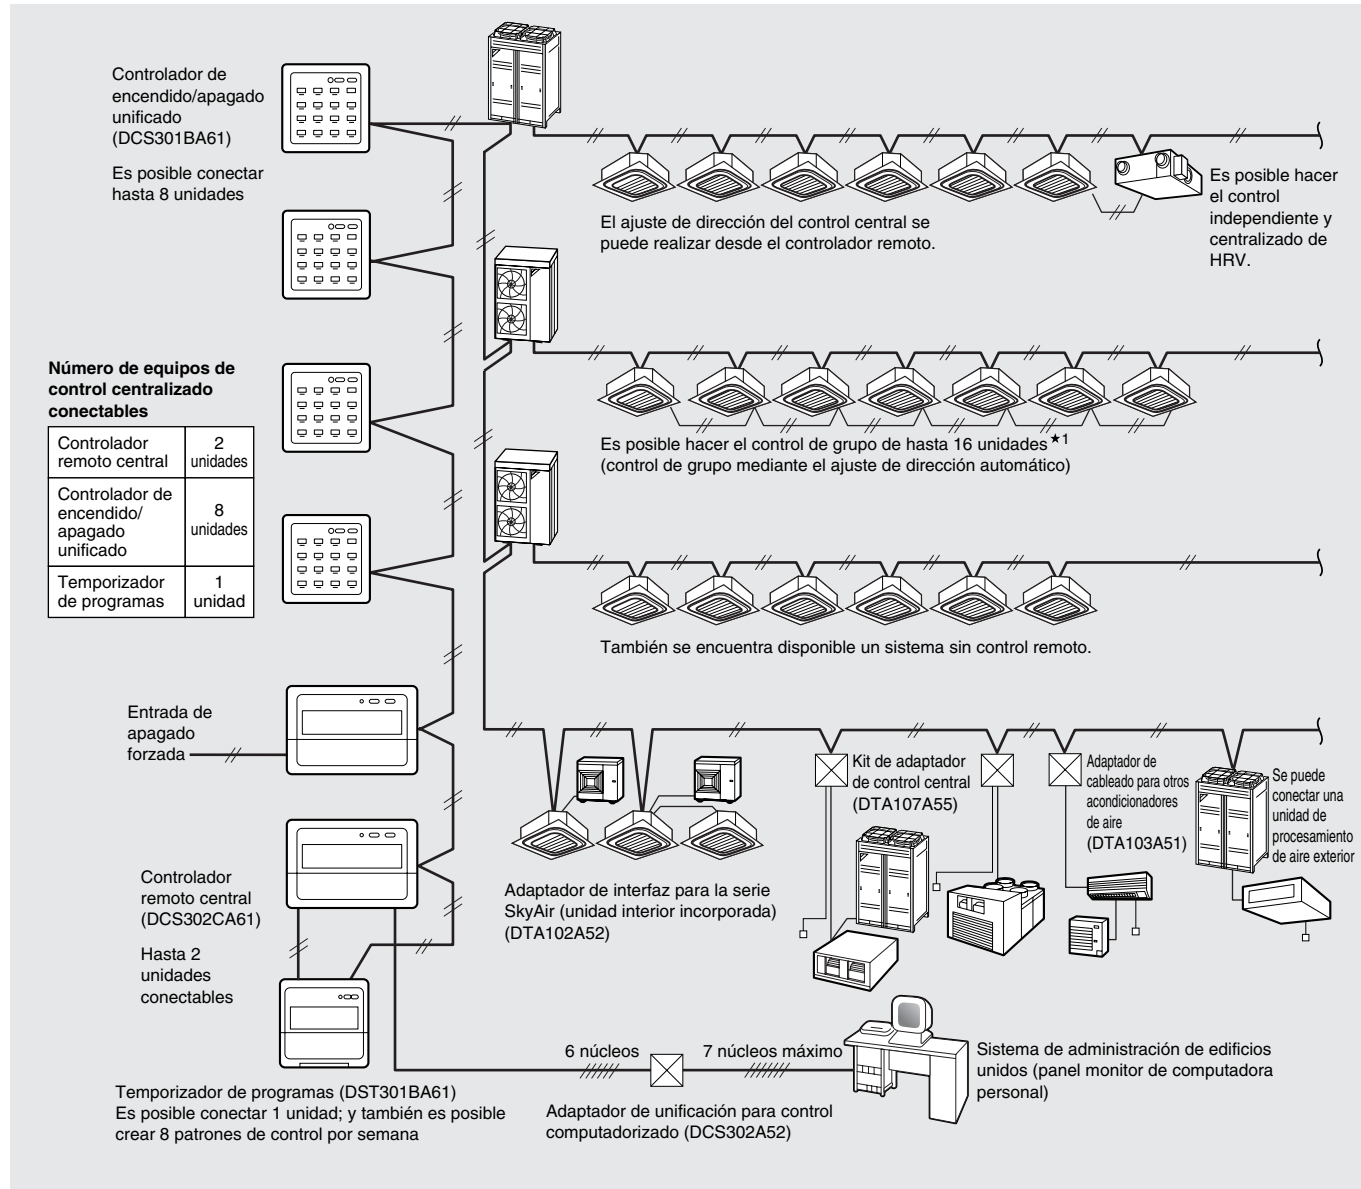 Controlador de
encendido/apagado
unificado
(DCS301BA61)
Es posible conectar
hasta 8 unidades
Es posible hacer
el control
independiente y
centralizado de
HRV.
El ajuste de dirección del control central se
puede realizar desde el controlador remoto.
Número de equipos de
control centralizado
conectables
Controlador
remoto central
2
unidades
Controlador de
encendido/
apagado
unificado
8
unidades
Temporizador
de programas
1
unidad
Es posible hacer el control de grupo de hasta 16 unidades★1
(control de grupo mediante el ajuste de dirección automático)
También se encuentra disponible un sistema sin control remoto.
Entrada de
apagado
forzada
Kit de adaptador
de control central
(DTA107A55)
Adaptador de
cableado para otros
acondicionadores
de aire
(DTA103A51)
Se puede
conectar una
unidad de
procesamiento
de aire exterior
Controlador
remoto central
(DCS302CA61)
Hasta 2
unidades
conectables
Adaptador de interfaz para la serie
SkyAir (unidad interior incorporada)
(DTA102A52)
6 núcleos
7 núcleos máximo
Sistema de administración de edificios
unidos (panel monitor de computadora
personal)
Temporizador de programas (DST301BA61)
Es posible conectar 1 unidad; y también es posible
crear 8 patrones de control por semana
Adaptador de unificación para control
computadorizado (DCS302A52)